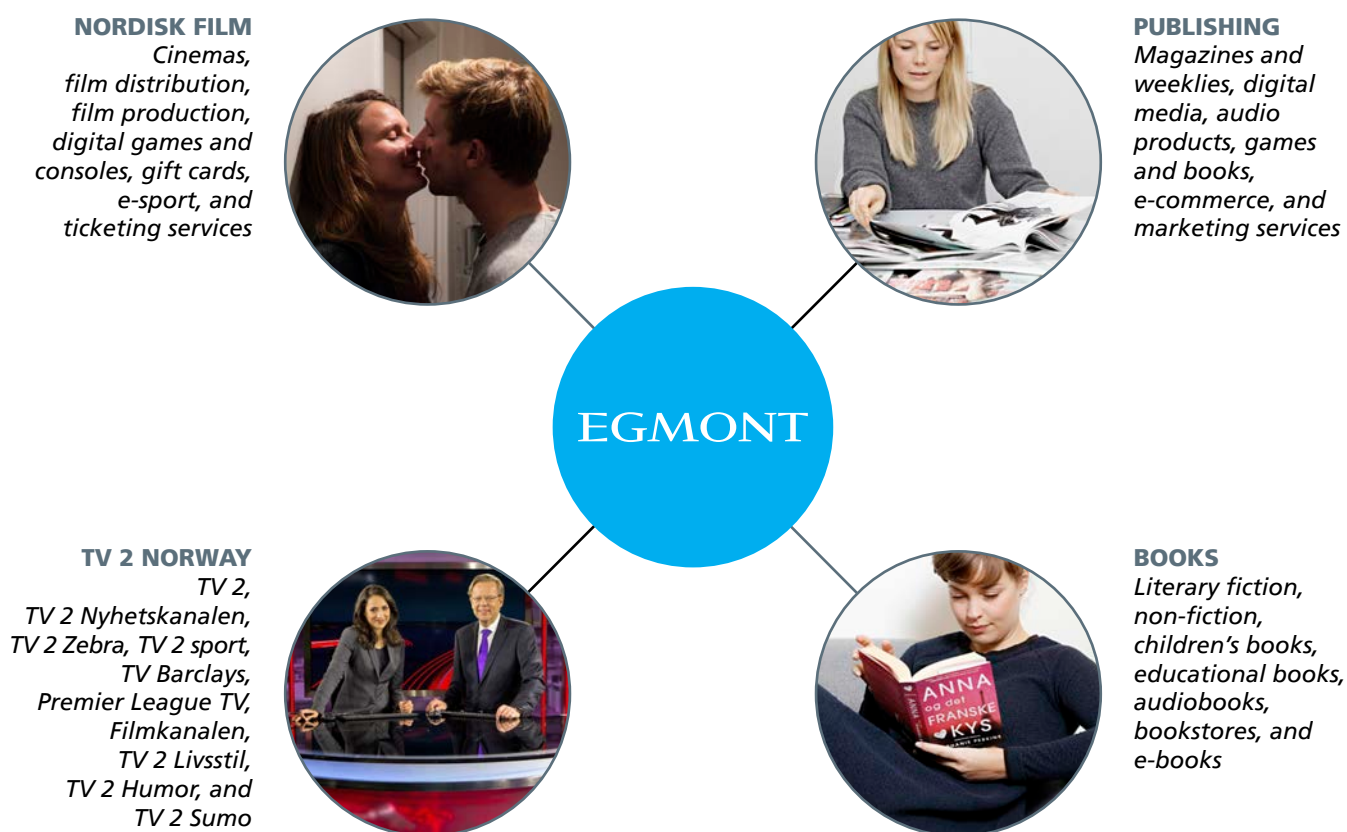 NORDISK FILM
Cinemas,
film distribution,
film production,
digital games and
consoles, gift cards,
e-sport, and
ticketing services
PUBLISHING
Magazines and
weeklies, digital
media, audio
products, games
and books,
e-commerce, and
marketing services
EGMONT
TV 2 NORWAY
TV 2,
TV 2 Nyhetskanalen,
TV 2 Zebra, TV 2 sport,
TV Barclays,
Premier League TV,
Filmkanalen,
TV 2 Livsstil,
TV 2 Humor, and
TV 2 Sumo
ANNA
og det
FRANSKE
KYS
PERKINS
ANNA
BOOKS
Literary fiction,
non-fiction,
children’s books,
educational books,
audiobooks,
bookstores, and
e-books